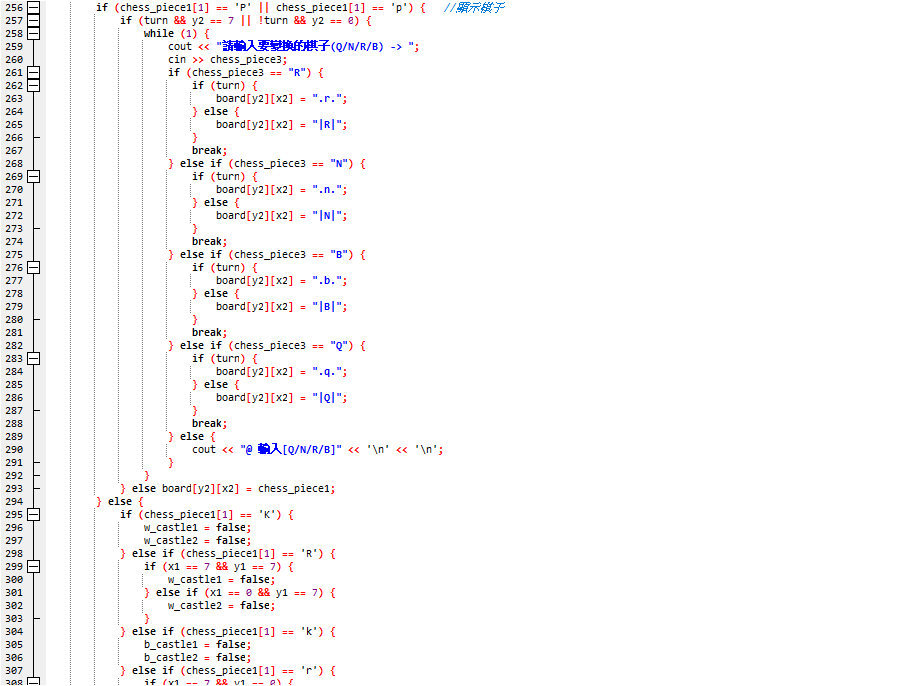 256 if (chess_piece1[1] == 'P' || chess_piece1[1] == 'p') { //顯示棋子
257 if (turn && y2 == 7 || !turn && y2 == 0) {
258 while (1) {
259 cout << "請輸入要變換的棋子(Q/N/R/B) -> ";
260 cin >> chess_piece3;
261 if (chess_piece3 == "R") {
262 if (turn) {
263 board[y2][x2] = ".r.";
264 } else {
265 board[y2][x2] = "|R|";
266 }
267 break;
268 } else if (chess_piece3 == "N") {
269 if (turn) {
270 board[y2][x2] = ".n.";
271 } else {
272 board[y2][x2] = "|N|";
273 }
274 break;
275 } else if (chess_piece3 == "B") {
276 if (turn) {
277 board[y2][x2] = ".b.";
278 } else {
279 board[y2][x2] = "|B|";
280 }
281 break;
282 } else if (chess_piece3 == "Q") {
283 if (turn) {
284 board[y2][x2] = ".q.";
285 } else {
286 board[y2][x2] = "|Q|";
287 }
288 break;
289 } else {
290 cout << "@ 輸入[Q/N/R/B]" << '\n' << '\n';
291 }
292 }
293 } else board[y2][x2] = chess_piece1;
294 } else {
295 if (chess_piece1[1] == 'K') {
296 w_castle1 = false;
297 w_castle2 = false;
298 } else if (chess_piece1[1] == 'R') {
299 if (x1 == 7 && y1 == 7) {
300 w_castle1 = false;
301 } else if (x1 == 0 && y1 == 7) {
302 w_castle2 = false;
303 }
304 } else if (chess_piece1[1] == 'k') {
305 b_castle1 = false;
306 b_castle2 = false;
307 } else if (chess_piece1[1] == 'r') {
308 if (x1 == 7 && y1 == 0) {